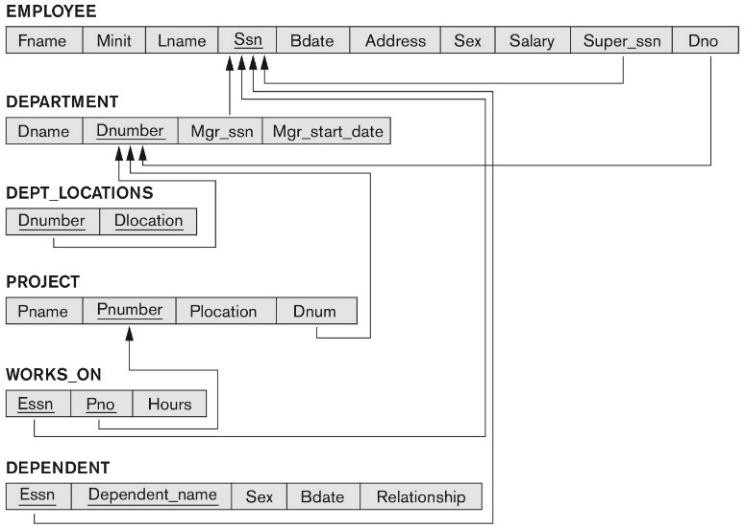 EMPLOYEE
Fname Minit Lname Ssn Bdate Address Sex Salary Super_ssn Dno
DEPARTMENT
Dname Dnumber Mgr_ssn Mgr_start_date
DEPT_LOCATIONS
Dnumber Dlocation
PROJECT
Pname Pnumber Plocation Dnum
WORKS_ON
Essn Pno Hours
DEPENDENT
Essn Dependent_name Sex Bdate Relationship